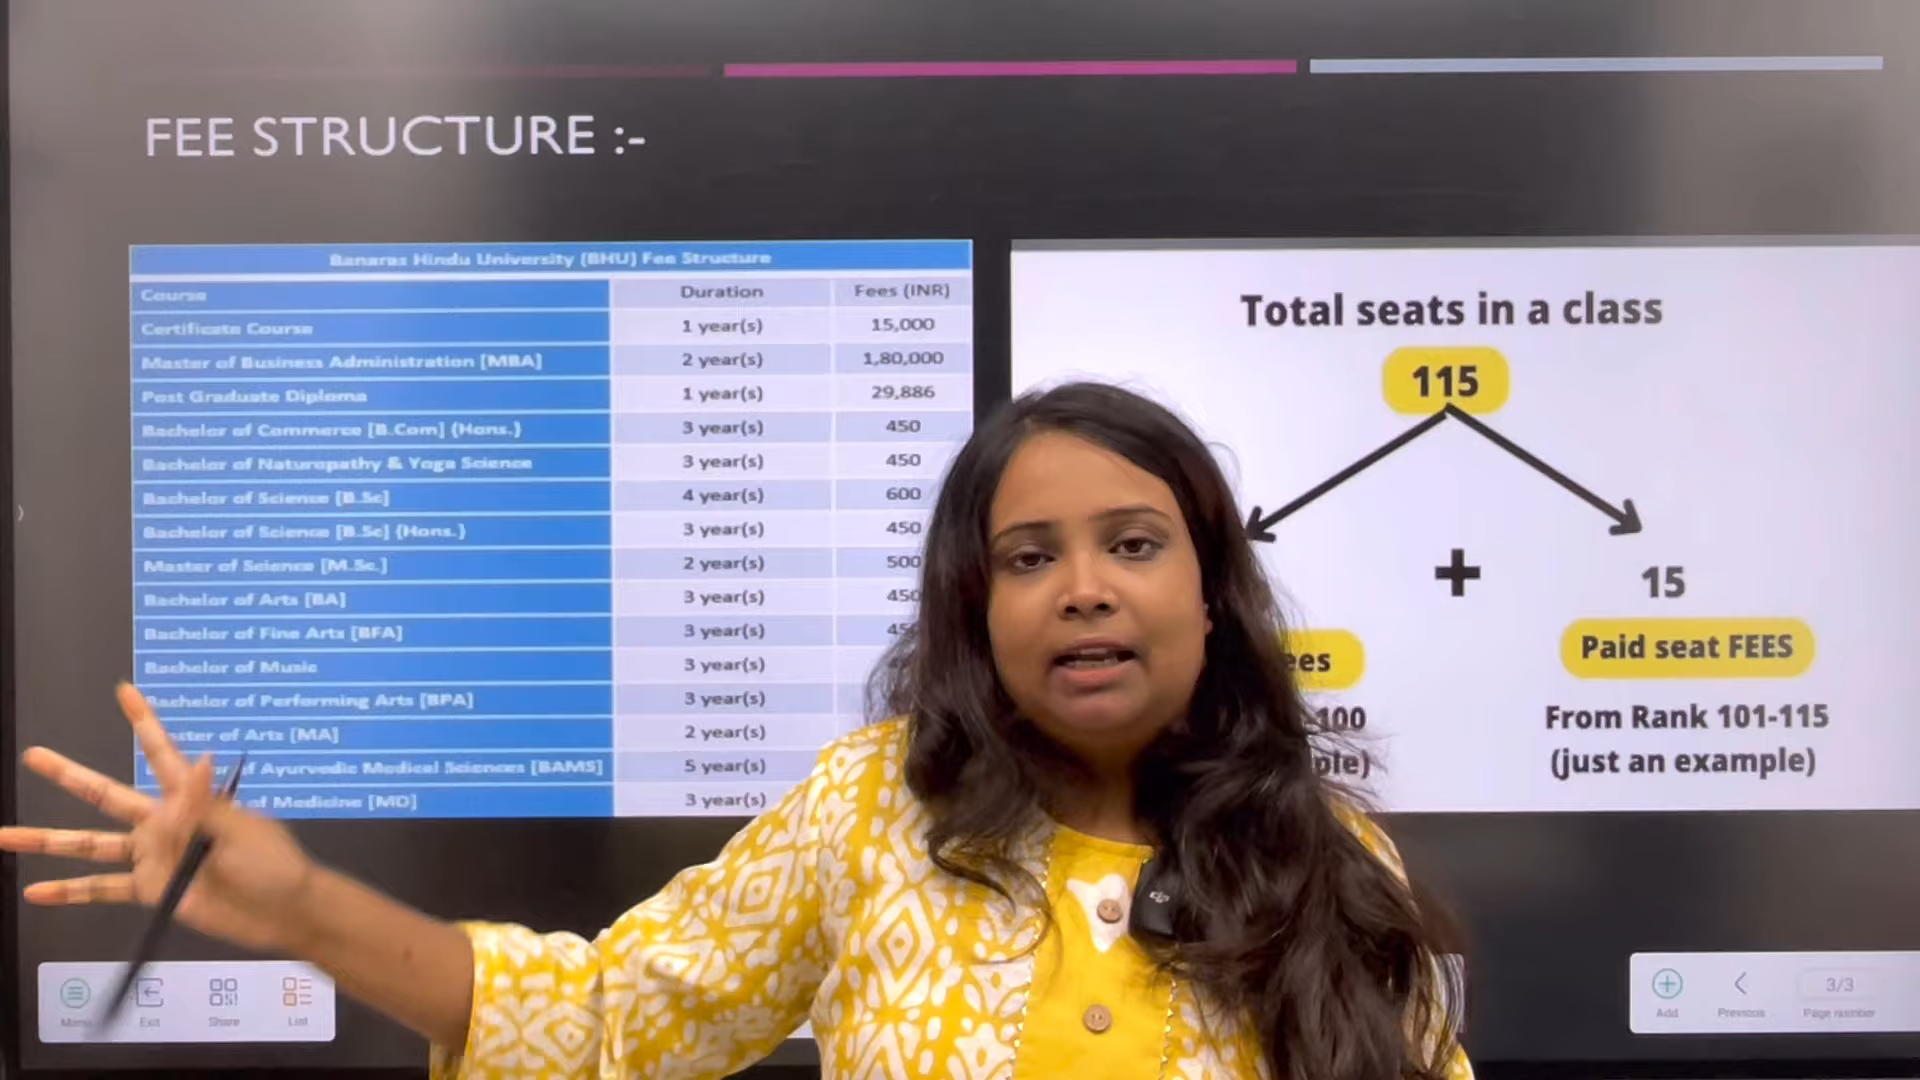 FEE STRUCTURE :-
Banaras Hindu University (BHU) Fee Structure
Course Duration Fees (INR)
Certificate Course 1 year(s) 15,000
Master of Business Administration [MBA] 2 year(s) 1,80,000
Post Graduate Diploma 1 year(s) 29,886
Bachelor of Commerce [B.Com] {Hons.} 3 year(s) 450
Bachelor of Naturopathy & Yoga Science 3 year(s) 450
Bachelor of Science [B.Sc] 4 year(s) 600
Bachelor of Science [B.Sc] {Hons.} 3 year(s) 450
Master of Science [M.Sc.] 2 year(s) 500
Bachelor of Arts [BA] 3 year(s) 450
Bachelor of Fine Arts [BFA] 3 year(s) 45
Bachelor of Music 3 year(s)
Bachelor of Performing Arts [BPA] 3 year(s)
ster of Arts [MA] 2 year(s)
of Ayurvedic Medical Sciences [BAMS] 5 year(s)
of Medicine [MD] 3 year(s)
Total seats in a class
115
+ 15
ees Paid seat FEES
100 From Rank 101-115
ple) (just an example)
Menu Exit Share List
Add Previous Page number
3/3